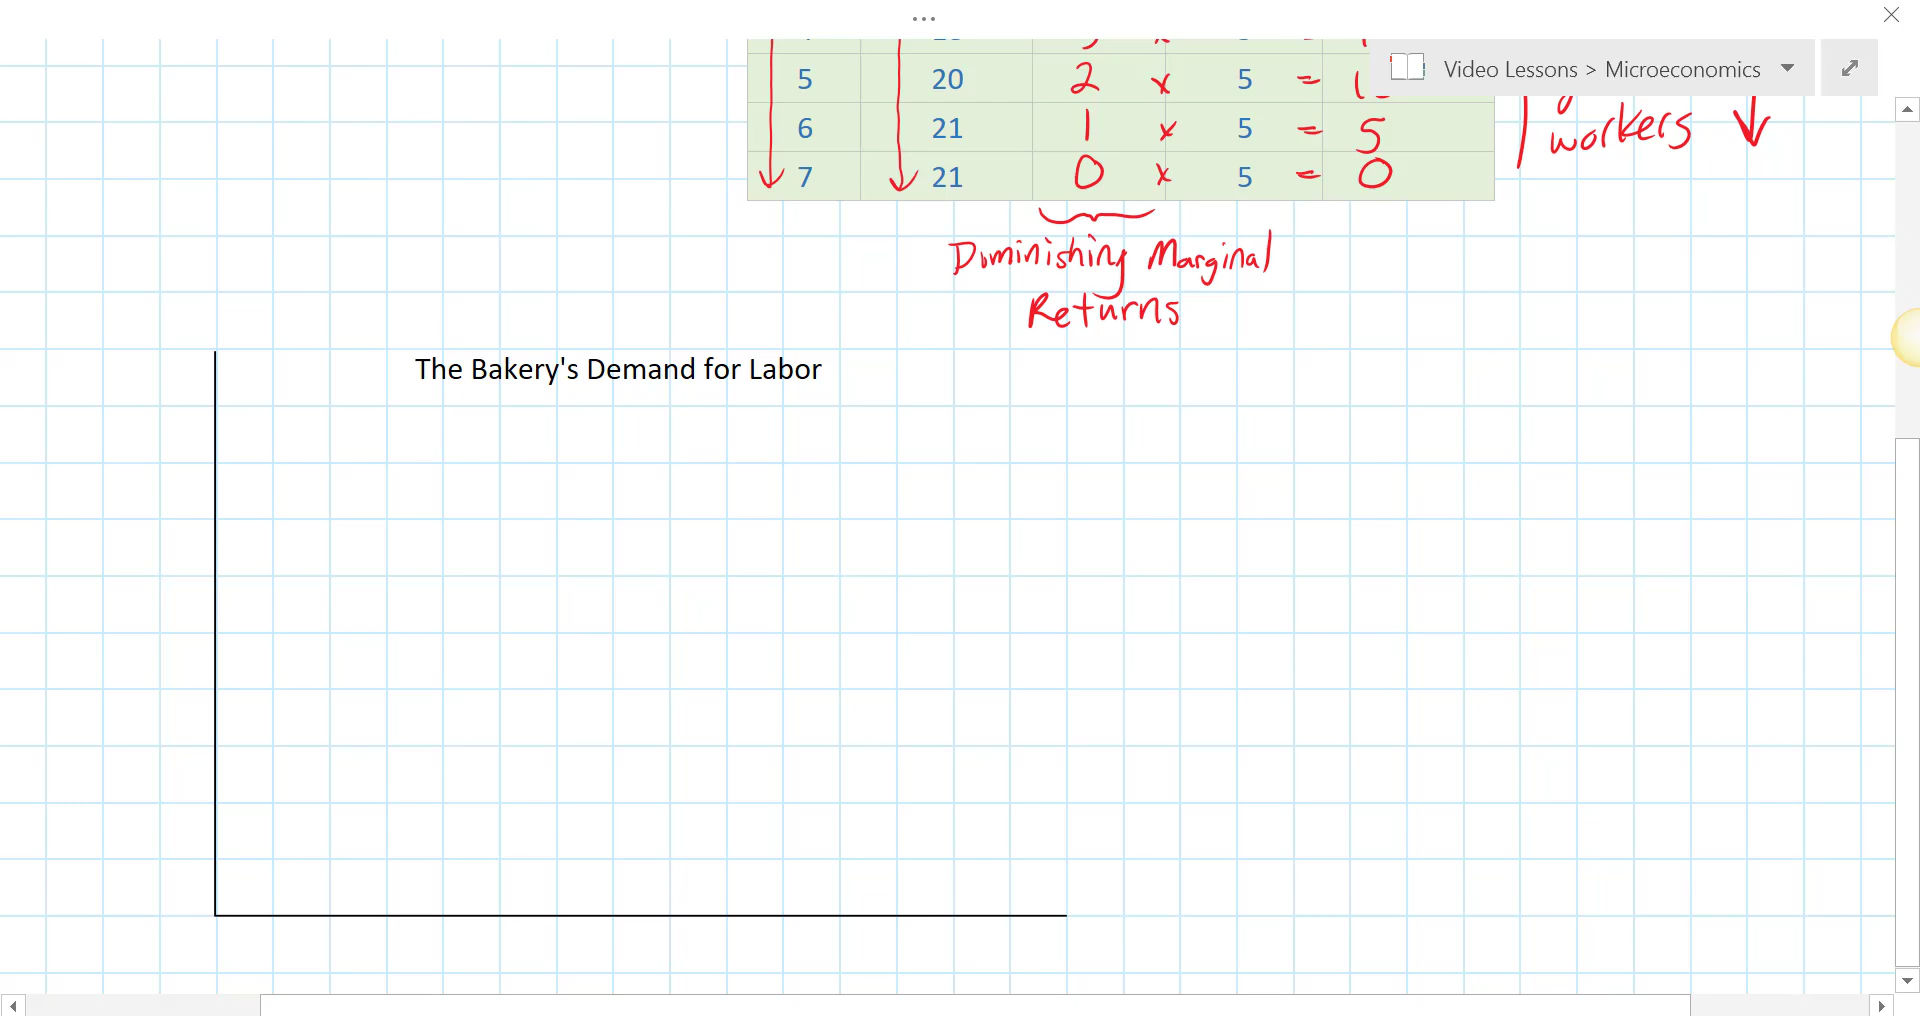 Video Lessons > Microeconomics
5 20 2 x 5 =
6 21 1 x 5 = 5
7 21 0 x 5 = 0
workers
Diminishing Marginal
Returns
The Bakery's Demand for Labor